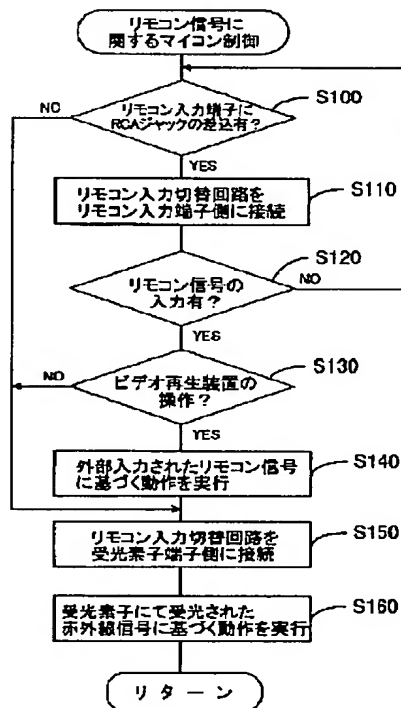 リモコン信号に
関するマイコン制御
S100
NO
リモコン入力端子に
RCAジャックの差込有?
YES
S110
リモコン入力切替回路を
リモコン入力端子側に接続
S120
リモコン信号の
入力有?
NO
YES
S130
NO
ビデオ再生装置の
操作?
YES
S140
外部入力されたリモコン信号
に基づく動作を実行
S150
リモコン入力切替回路を
受光素子端子側に接続
S160
受光素子にて受光された
赤外線信号に基づく動作を実行
リターン